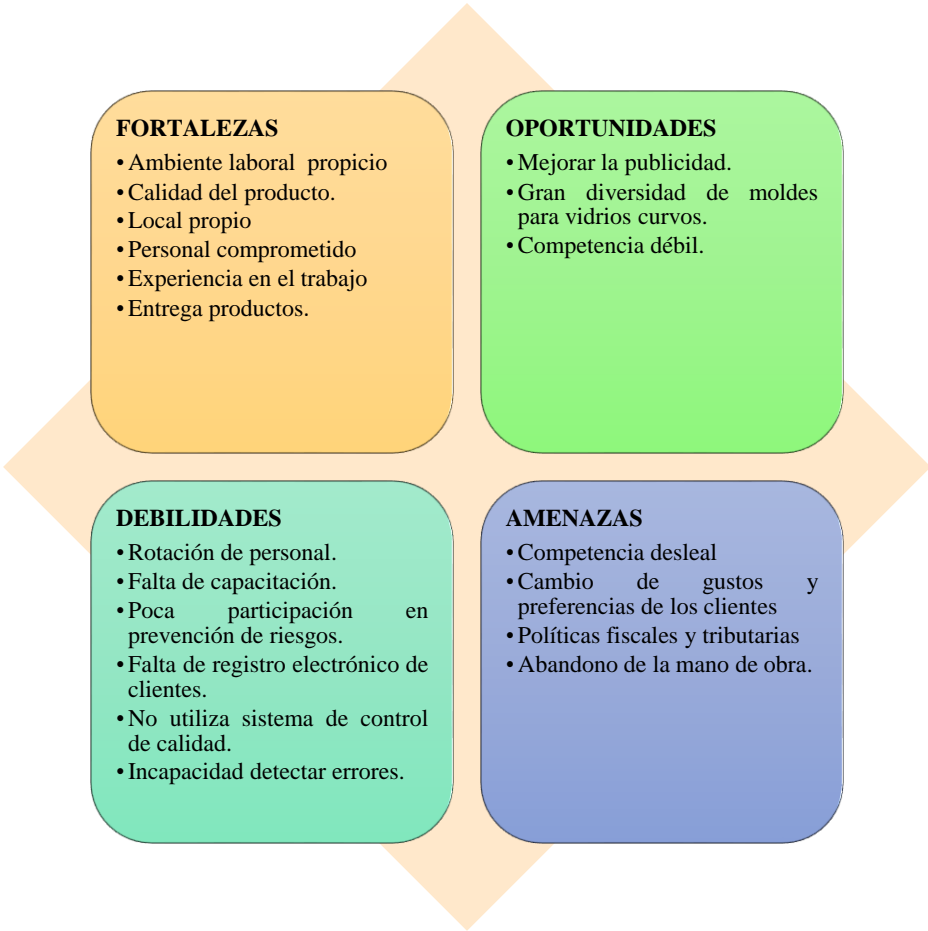 FORTALEZAS
• Ambiente laboral propicio
• Calidad del producto.
• Local propio
• Personal comprometido
• Experiencia en el trabajo
• Entrega productos.
OPORTUNIDADES
• Mejorar la publicidad.
• Gran diversidad de moldes
para vidrios curvos.
• Competencia débil.
DEBILIDADES
• Rotación de personal.
• Falta de capacitación.
• Poca participación en
prevención de riesgos.
• Falta de registro electrónico de
clientes.
• No utiliza sistema de control
de calidad.
• Incapacidad detectar errores.
AMENAZAS
• Competencia desleal
• Cambio de gustos y
preferencias de los clientes
• Políticas fiscales y tributarias
• Abandono de la mano de obra.